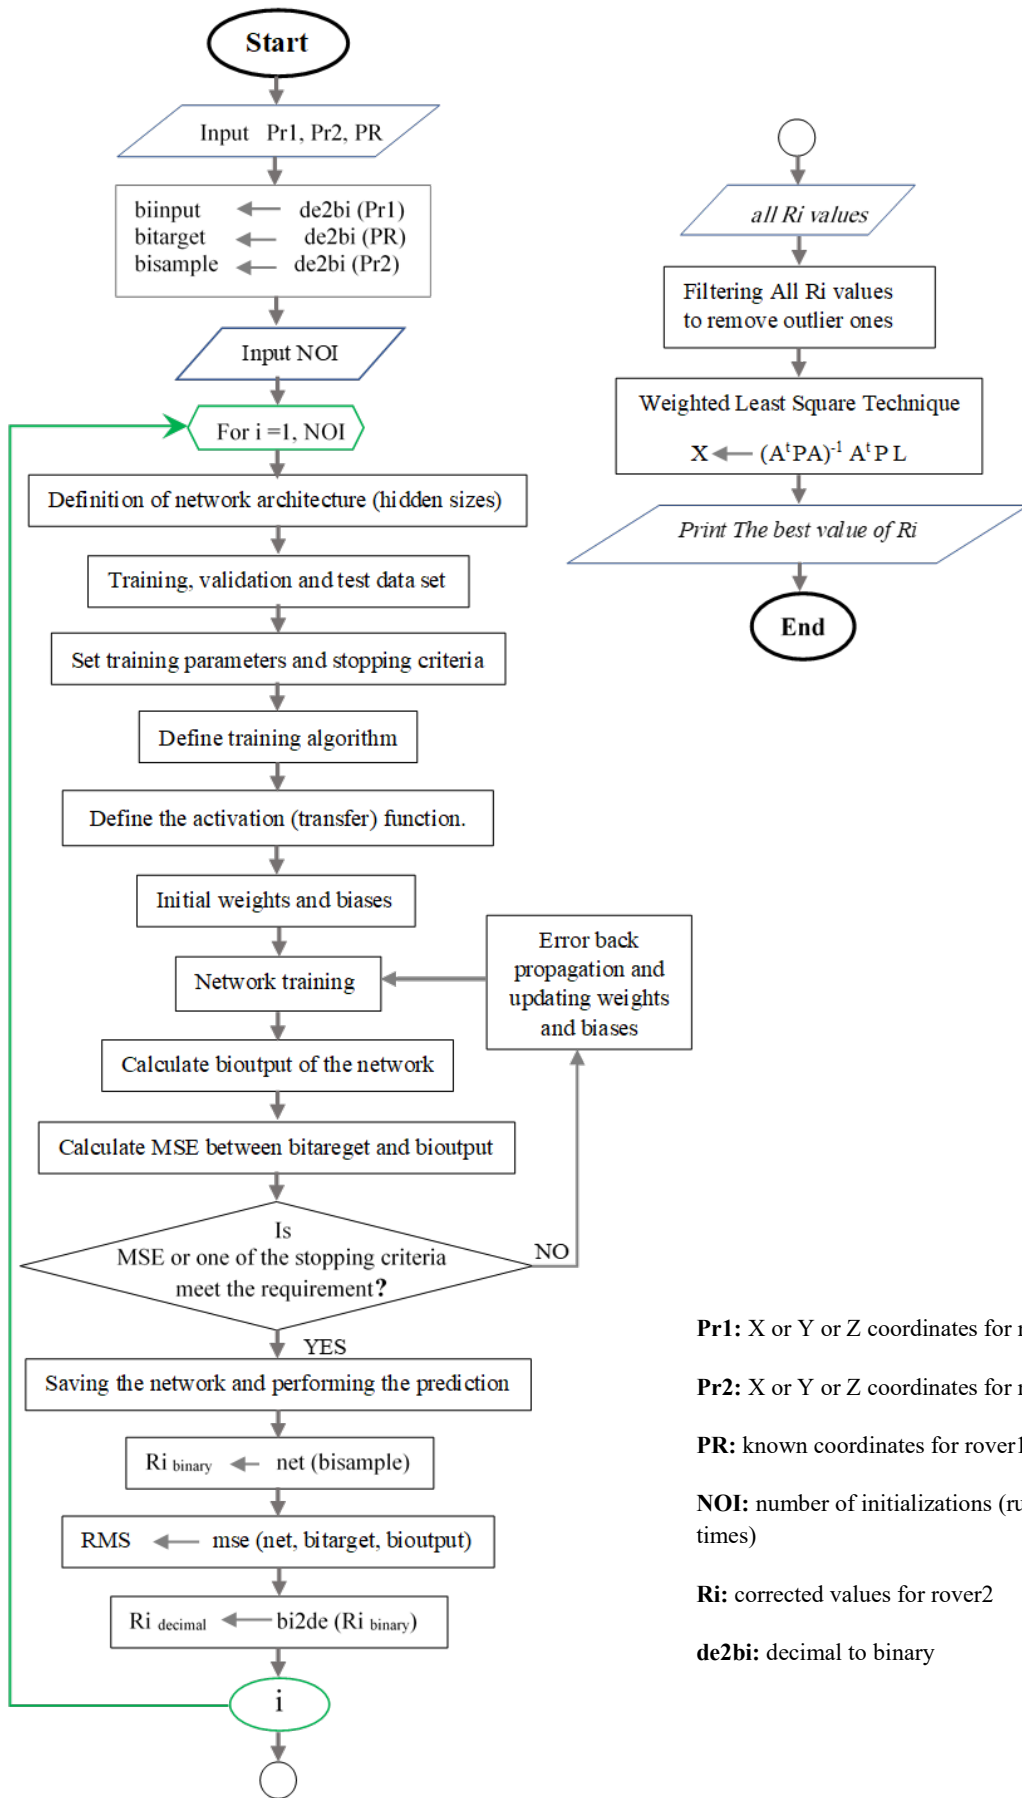 Start
Input Pr1, Pr2, PR
biinput ← de2bi (Pr1)
bitarget ← de2bi (PR)
bisample ← de2bi (Pr2)
Input NOI
For i =1, NOI
Definition of network architecture (hidden sizes)
Training, validation and test data set
Set training parameters and stopping criteria
Define training algorithm
Define the activation (transfer) function.
Initial weights and biases
Network training
Error back
propagation and
updating weights
and biases
Calculate bioutput of the network
Calculate MSE between bitareget and bioutput
Is
MSE or one of the stopping criteria
meet the requirement?
NO
YES
Saving the network and performing the prediction
Ri binary ← net (bisample)
RMS ← mse (net, bitarget, bioutput)
Ri decimal ← bi2de (Ri binary)
i
all Ri values
Filtering All Ri values
to remove outlier ones
Weighted Least Square Technique
X ← (AᵗPA)⁻¹ AᵗP L
Print The best value of Ri
End
Pr1: X or Y or Z coordinates for
Pr2: X or Y or Z coordinates for
PR: known coordinates for rover1
NOI: number of initializations
times)
Ri: corrected values for rover2
de2bi: decimal to binary